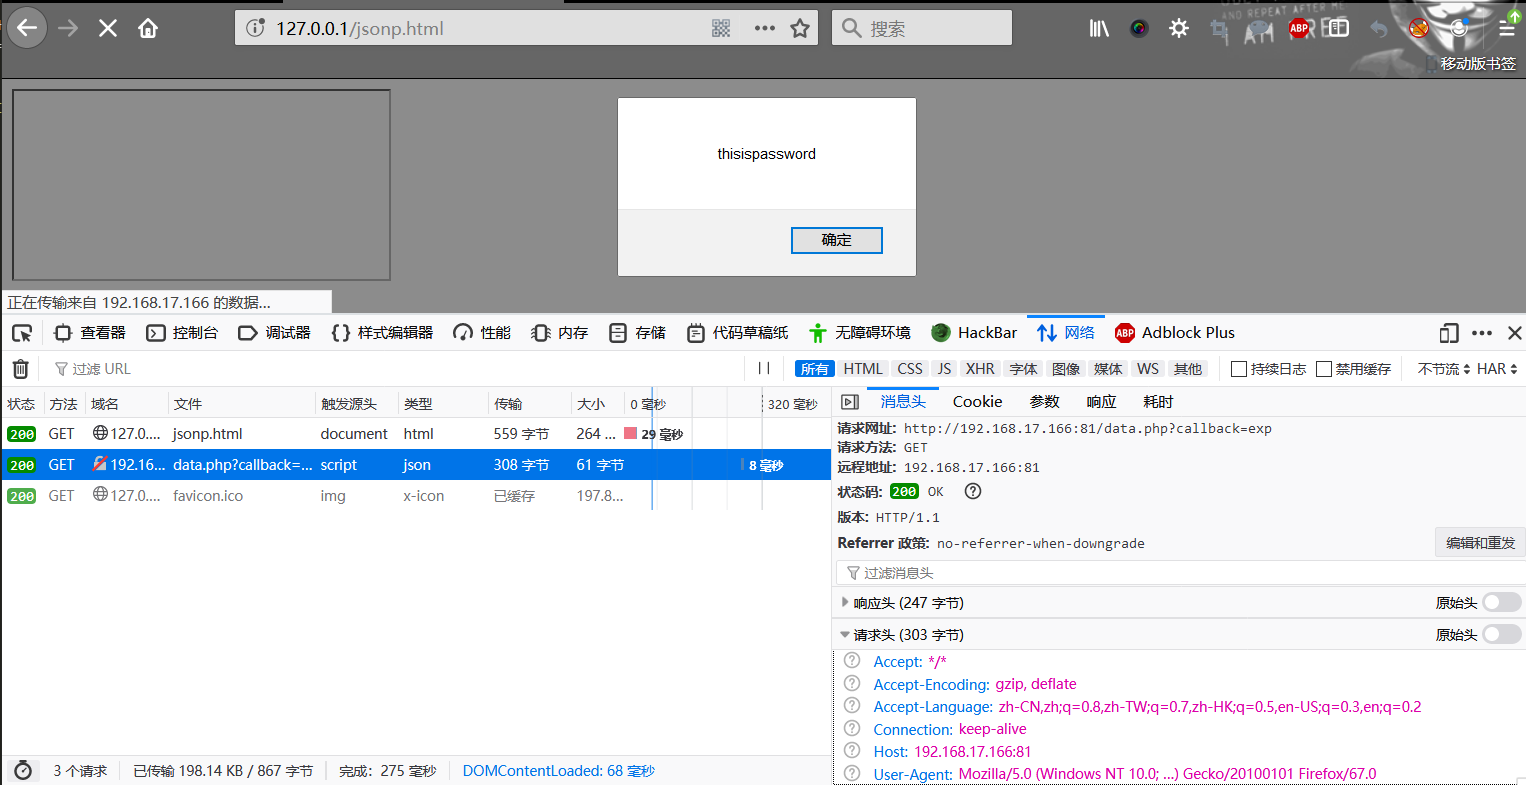 AND REPEAT AFTER ME
127.0.0.1/jsonp.html
搜索
ABP
移动版书签
thisispassword
确定
正在传输来自 192.168.17.166 的数据...
查看器 控制台 调试器 样式编辑器 性能 内存 存储 代码草稿纸 无障碍环境 HackBar 网络 ABP Adblock Plus
过滤 URL 所有 HTML CSS JS XHR 字体 图像 媒体 WS 其他 持续日志 禁用缓存 不节流 HAR
状态 方法 域名 文件 触发源头 类型 传输 大小 0 毫秒 320 毫秒
200 GET 127.0.... jsonp.html document html 559 字节 264 ... 29 毫秒
200 GET 192.16... data.php?callback=... script json 308 字节 61 字节 8 毫秒
200 GET 127.0.... favicon.ico img x-icon 已缓存 197.8...
3 个请求 已传输 198.14 KB / 867 字节 完成：275 毫秒 DOMContentLoaded: 68 毫秒
消息头 Cookie 参数 响应 耗时
请求网址: http://192.168.17.166:81/data.php?callback=exp
请求方法: GET
远程地址: 192.168.17.166:81
状态码: 200 OK
版本: HTTP/1.1
Referrer 政策: no-referrer-when-downgrade 编辑和重发
过滤消息头
响应头 (247 字节) 原始头
请求头 (303 字节) 原始头
Accept: */*
Accept-Encoding: gzip, deflate
Accept-Language: zh-CN,zh;q=0.8,zh-TW;q=0.7,zh-HK;q=0.5,en-US;q=0.3,en;q=0.2
Connection: keep-alive
Host: 192.168.17.166:81
User-Agent: Mozilla/5.0 (Windows NT 10.0; ...) Gecko/20100101 Firefox/67.0